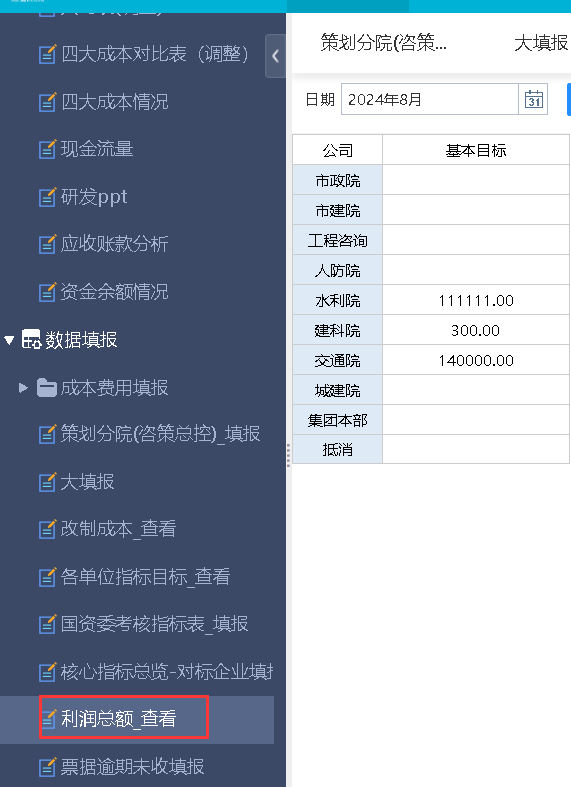 四大成本对比表（调整）
四大成本情况
现金流量
研发ppt
应收账款分析
资金余额情况
数据填报
成本费用填报
策划分院(咨策总控)_填报
大填报
改制成本_查看
各单位指标目标_查看
国资委考核指标表_填报
核心指标总览-对标企业填报
利润总额_查看
票据逾期未收填报
策划分院(咨策... 大填报
日期 2024年8月 31
公司 基本目标
市政院
市建院
工程咨询
人防院
水利院 111111.00
建科院 300.00
交通院 140000.00
城建院
集团本部
抵消